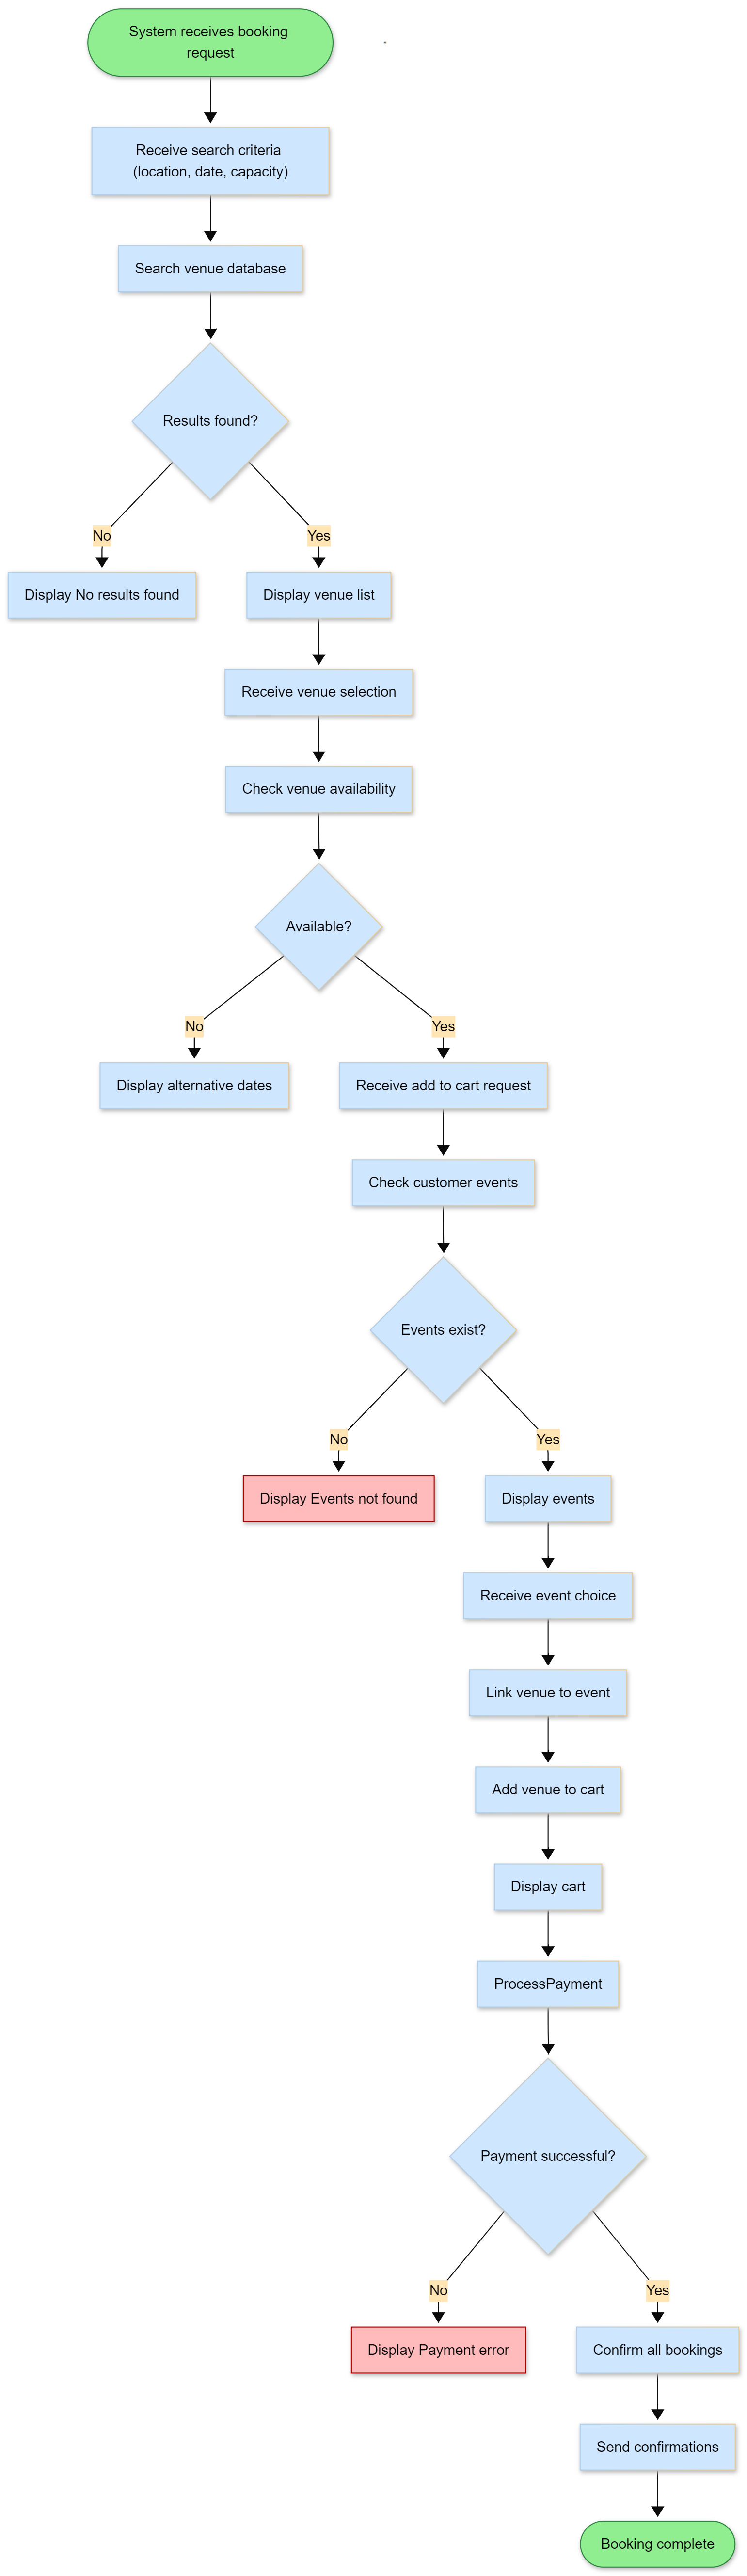 System receives booking
request
Receive search criteria
(location, date, capacity)
Search venue database
Results found?
No
Yes
Display No results found
Display venue list
Receive venue selection
Check venue availability
Available?
No
Yes
Display alternative dates
Receive add to cart request
Check customer events
Events exist?
No
Yes
Display Events not found
Display events
Receive event choice
Link venue to event
Add venue to cart
Display cart
ProcessPayment
Payment successful?
No
Yes
Display Payment error
Confirm all bookings
Send confirmations
Booking complete